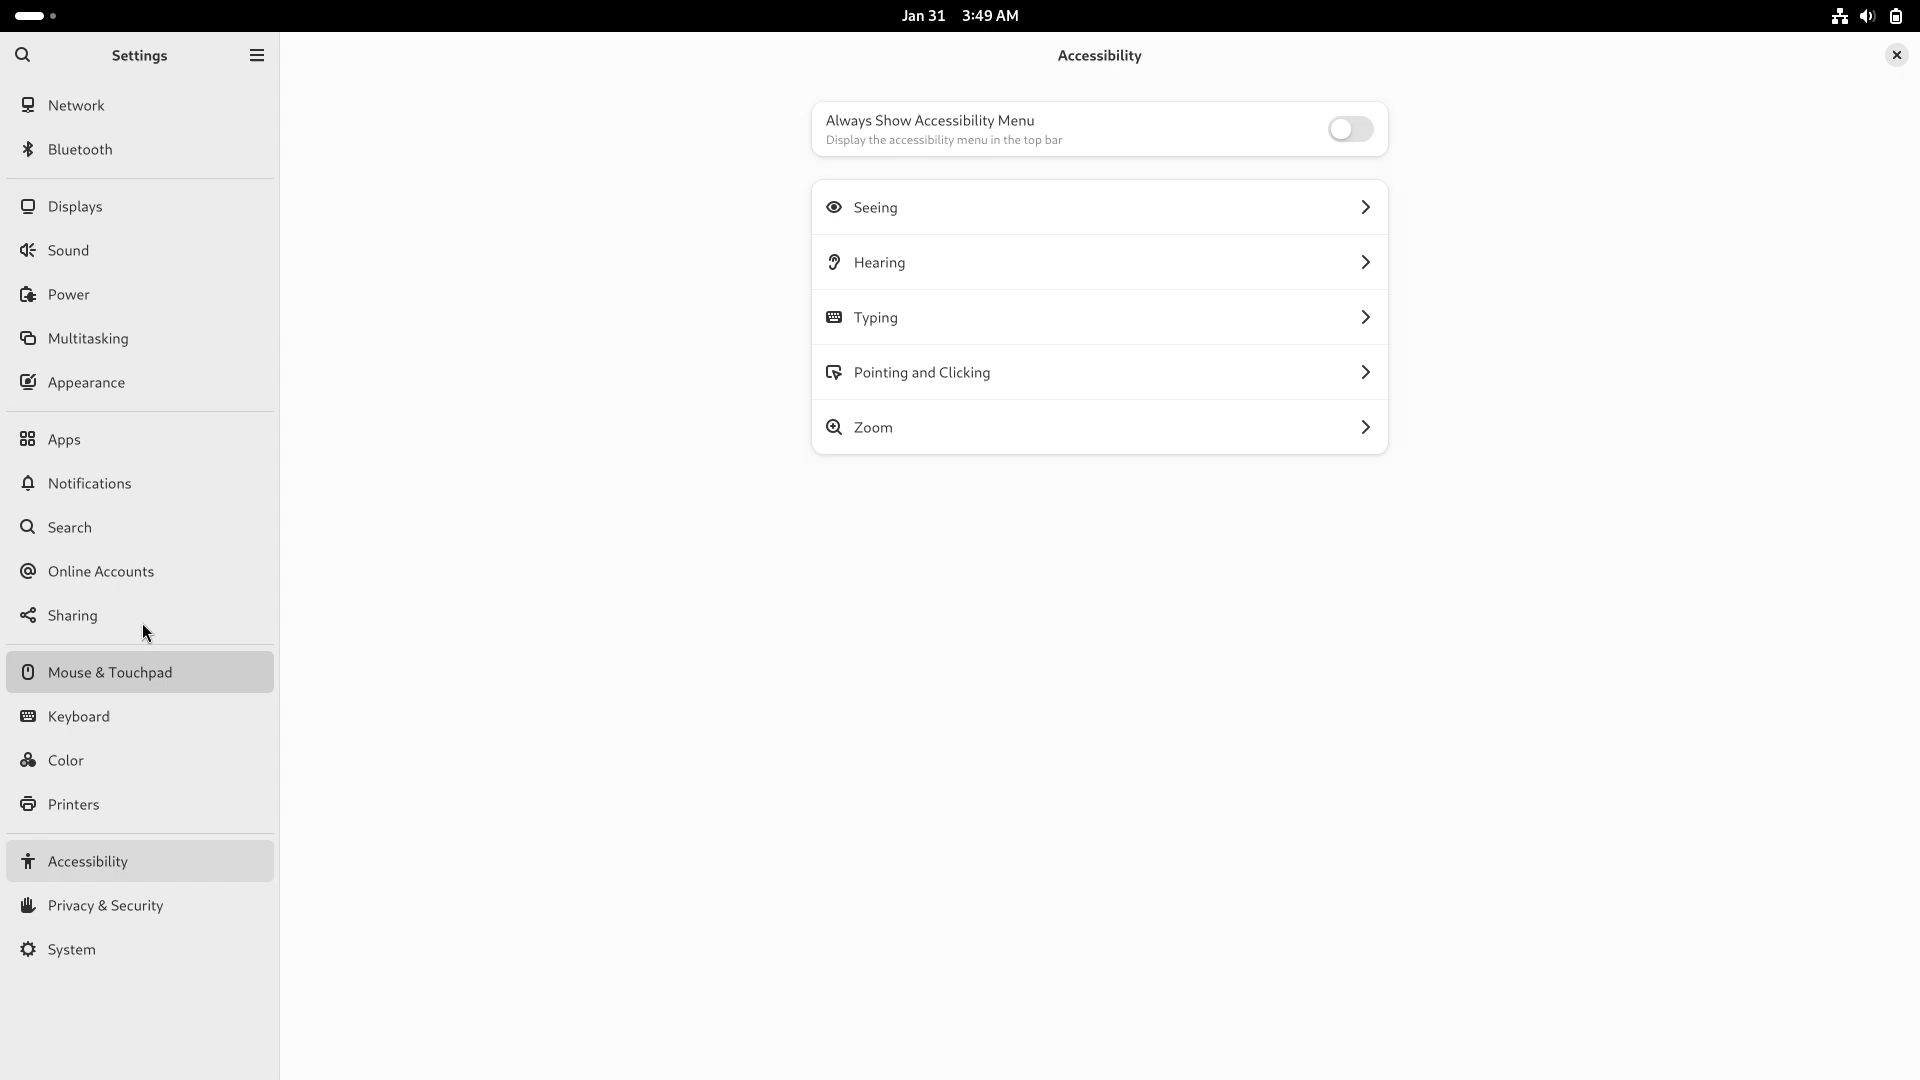 Jan 31 3:49 AM
Settings
Network
Bluetooth
Displays
Sound
Power
Multitasking
Appearance
Apps
Notifications
Search
Online Accounts
Sharing
Mouse & Touchpad
Keyboard
Color
Printers
Accessibility
Privacy & Security
System
Accessibility
Always Show Accessibility Menu
Display the accessibility menu in the top bar
Seeing
Hearing
Typing
Pointing and Clicking
Zoom